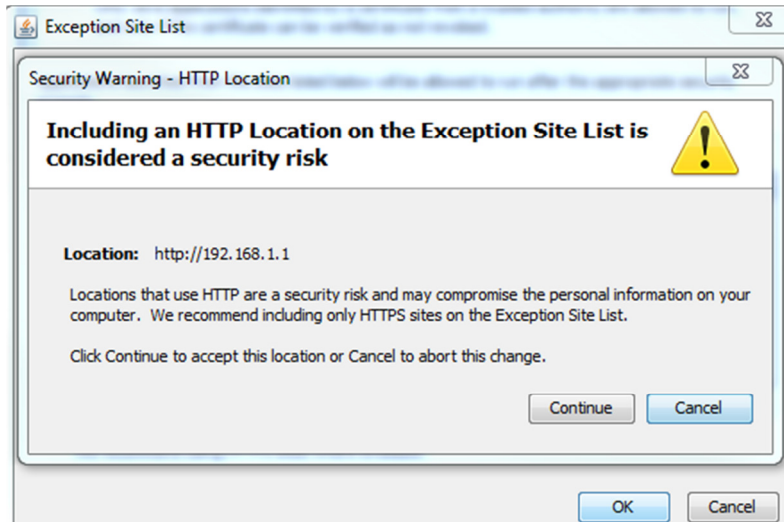 Exception Site List
Security Warning - HTTP Location
Including an HTTP Location on the Exception Site List is
considered a security risk
Location: http://192.168.1.1
Locations that use HTTP are a security risk and may compromise the personal information on your
computer. We recommend including only HTTPS sites on the Exception Site List.
Click Continue to accept this location or Cancel to abort this change.
Continue
Cancel
OK
Cancel